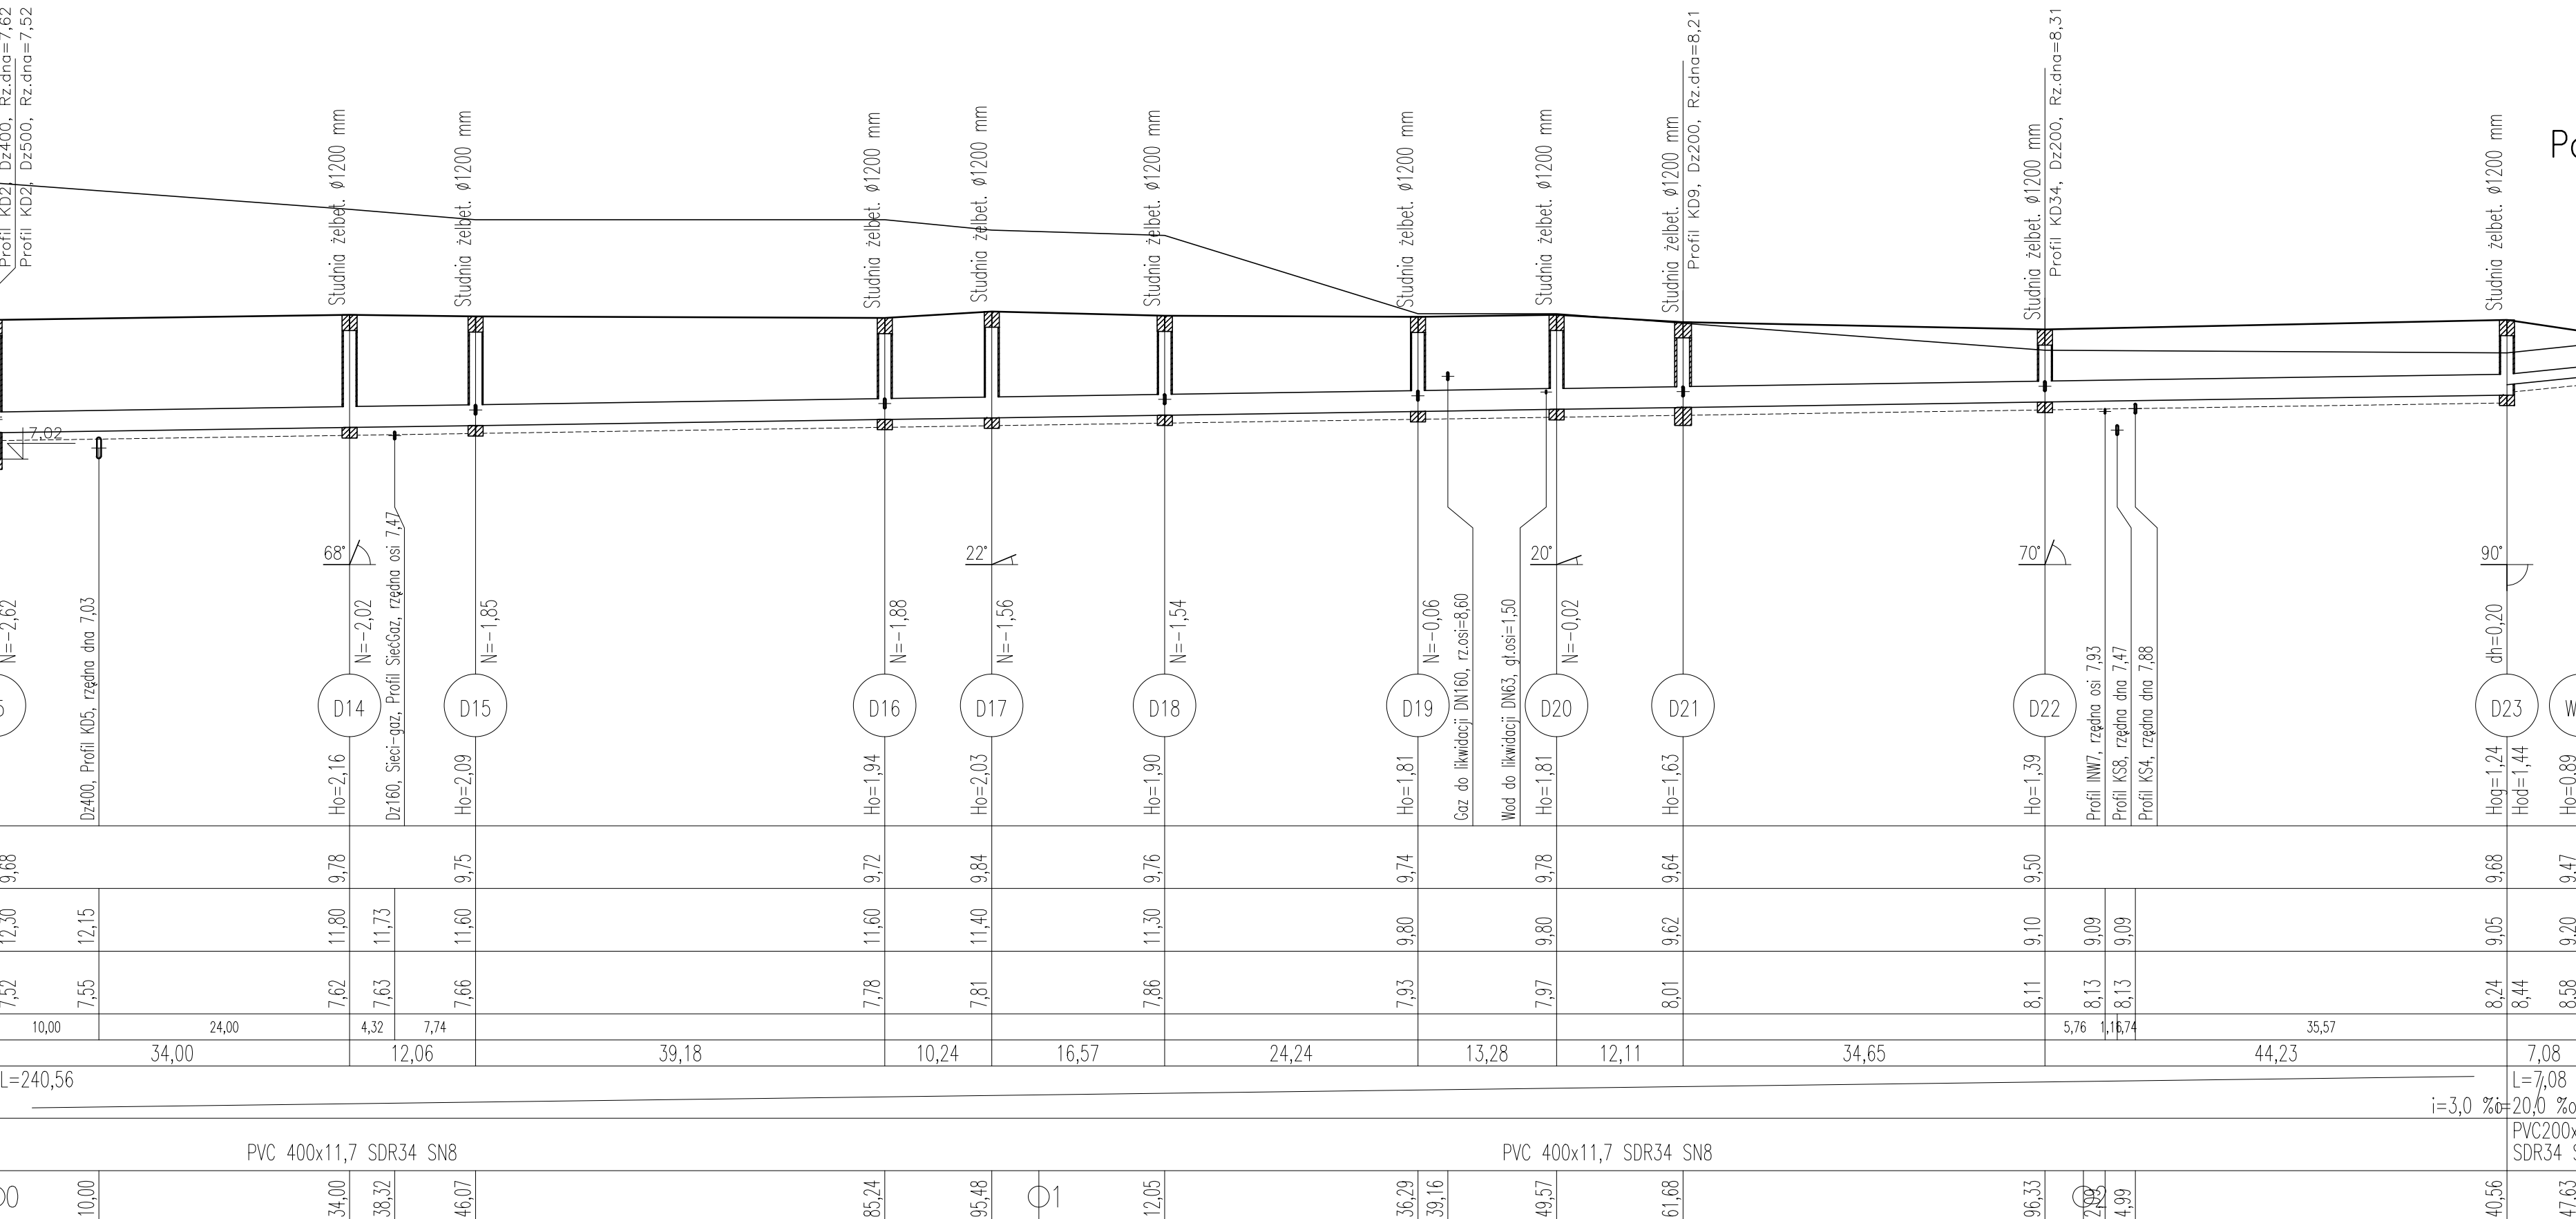 Profil KD2, Dz400, Rz.dna=7,62
Profil KD2, Dz500, Rz.dna=7,52
Studnia żelbet. ø1200 mm
Studnia żelbet. ø1200 mm
Studnia żelbet. ø1200 mm
Studnia żelbet. ø1200 mm
Studnia żelbet. ø1200 mm
Studnia żelbet. ø1200 mm
Studnia żelbet. ø1200 mm
Studnia żelbet. ø1200 mm
Profil KD9, Dz200, Rz.dna=8,21
Studnia żelbet. ø1200 mm
Profil KD34, Dz200, Rz.dna=8,31
Studnia żelbet. ø1200 mm
7,02
68° 22° 20° 70° 90°
N=-2,62
Dz400, Profil KD5, rzędna dna 7,03
N=-2,02
Dz160, Sieci-gaz, Profil SiećGaz, rzędna osi 7,47
N=-1,85
N=-1,88
N=-1,56
N=-1,54
N=-0,06
Gaz do likwidacji DN160, rz.osi=8,60
Wod do likwidacji DN63, gł.osi=1,50
N=-0,02
Profil INW7, rzędna osi 7,93
Profil KS8, rzędna dna 7,47
Profil KS4, rzędna dna 7,88
dh=0,20
D14 D15 D16 D17 D18 D19 D20 D21 D22 D23
Ho=2,16 Ho=2,09 Ho=1,94 Ho=2,03 Ho=1,90 Ho=1,81 Ho=1,81 Ho=1,63 Ho=1,39 Hog=1,24 Hod=1,44 Ho=0,89
9,68 9,78 9,75 9,72 9,84 9,76 9,74 9,78 9,64 9,50 9,68 9,47
12,30 12,15 11,80 11,73 11,60 11,60 11,40 11,30 9,80 9,80 9,62 9,10 9,09 9,09 9,05 9,20
7,52 7,55 7,62 7,63 7,66 7,78 7,81 7,86 7,93 7,97 8,01 8,11 8,13 8,13 8,24 8,44 8,58
10,00 24,00 4,32 7,74 5,76 35,57
34,00 12,06 39,18 10,24 16,57 24,24 13,28 12,11 34,65 44,23 7,08
L=240,56 L=7,08
i=3,0 ‰ i=20,0 ‰
PVC 400x11,7 SDR34 SN8 PVC 400x11,7 SDR34 SN8 PVC200x
SDR34
0 10,00 34,00 38,32 46,07 85,24 95,48 1 12,05 36,29 39,16 49,57 61,68 96,33 2 4,99 40,56 47,63